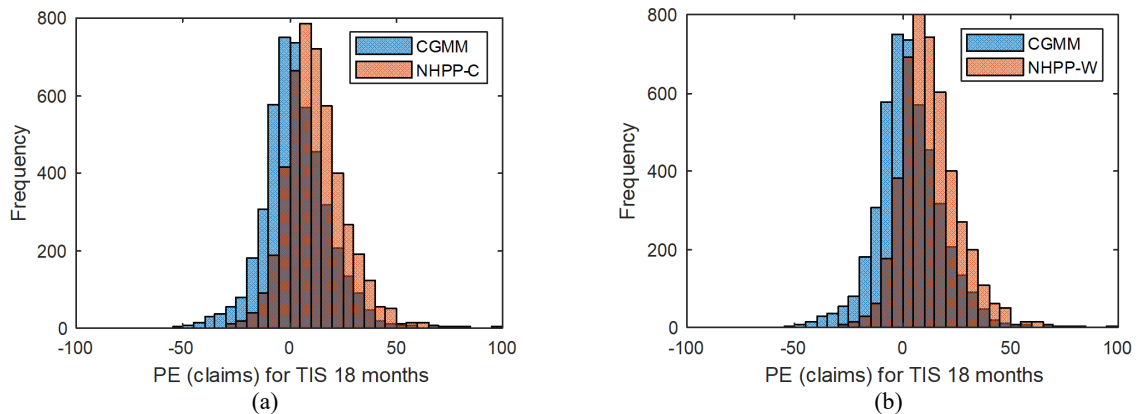 800
600
400
200
0
Frequency
CGMM
NHPP-C
-100 -50 0 50 100
PE (claims) for TIS 18 months
(a)
800
600
400
200
0
Frequency
CGMM
NHPP-W
-100 -50 0 50 100
PE (claims) for TIS 18 months
(b)